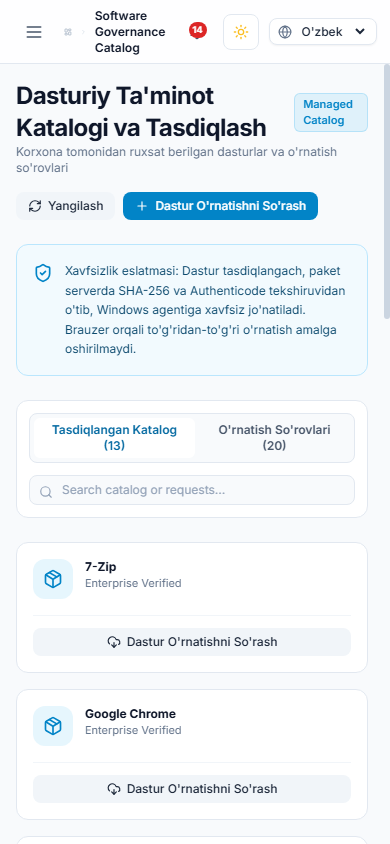 Software
Governance
Catalog
14
O'zbek
Dasturiy Ta'minot
Katalogi va Tasdiqlash
Managed
Catalog
Korxona tomonidan ruxsat berilgan dasturlar va o'rnatish
so'rovlari
Yangilash
Dastur O'rnatishni So'rash
Xavfsizlik eslatmasi: Dastur tasdiqlangach, paket
serverda SHA-256 va Authenticode tekshiruvidan
o'tib, Windows agentiga xavfsiz jo'natiladi.
Brauzer orqali to'g'ridan-to'g'ri o'rnatish amalga
oshirilmaydi.
Tasdiqlangan Katalog
(13)
O'rnatish So'rovlari
(20)
Search catalog or requests...
7-Zip
Enterprise Verified
Dastur O'rnatishni So'rash
Google Chrome
Enterprise Verified
Dastur O'rnatishni So'rash